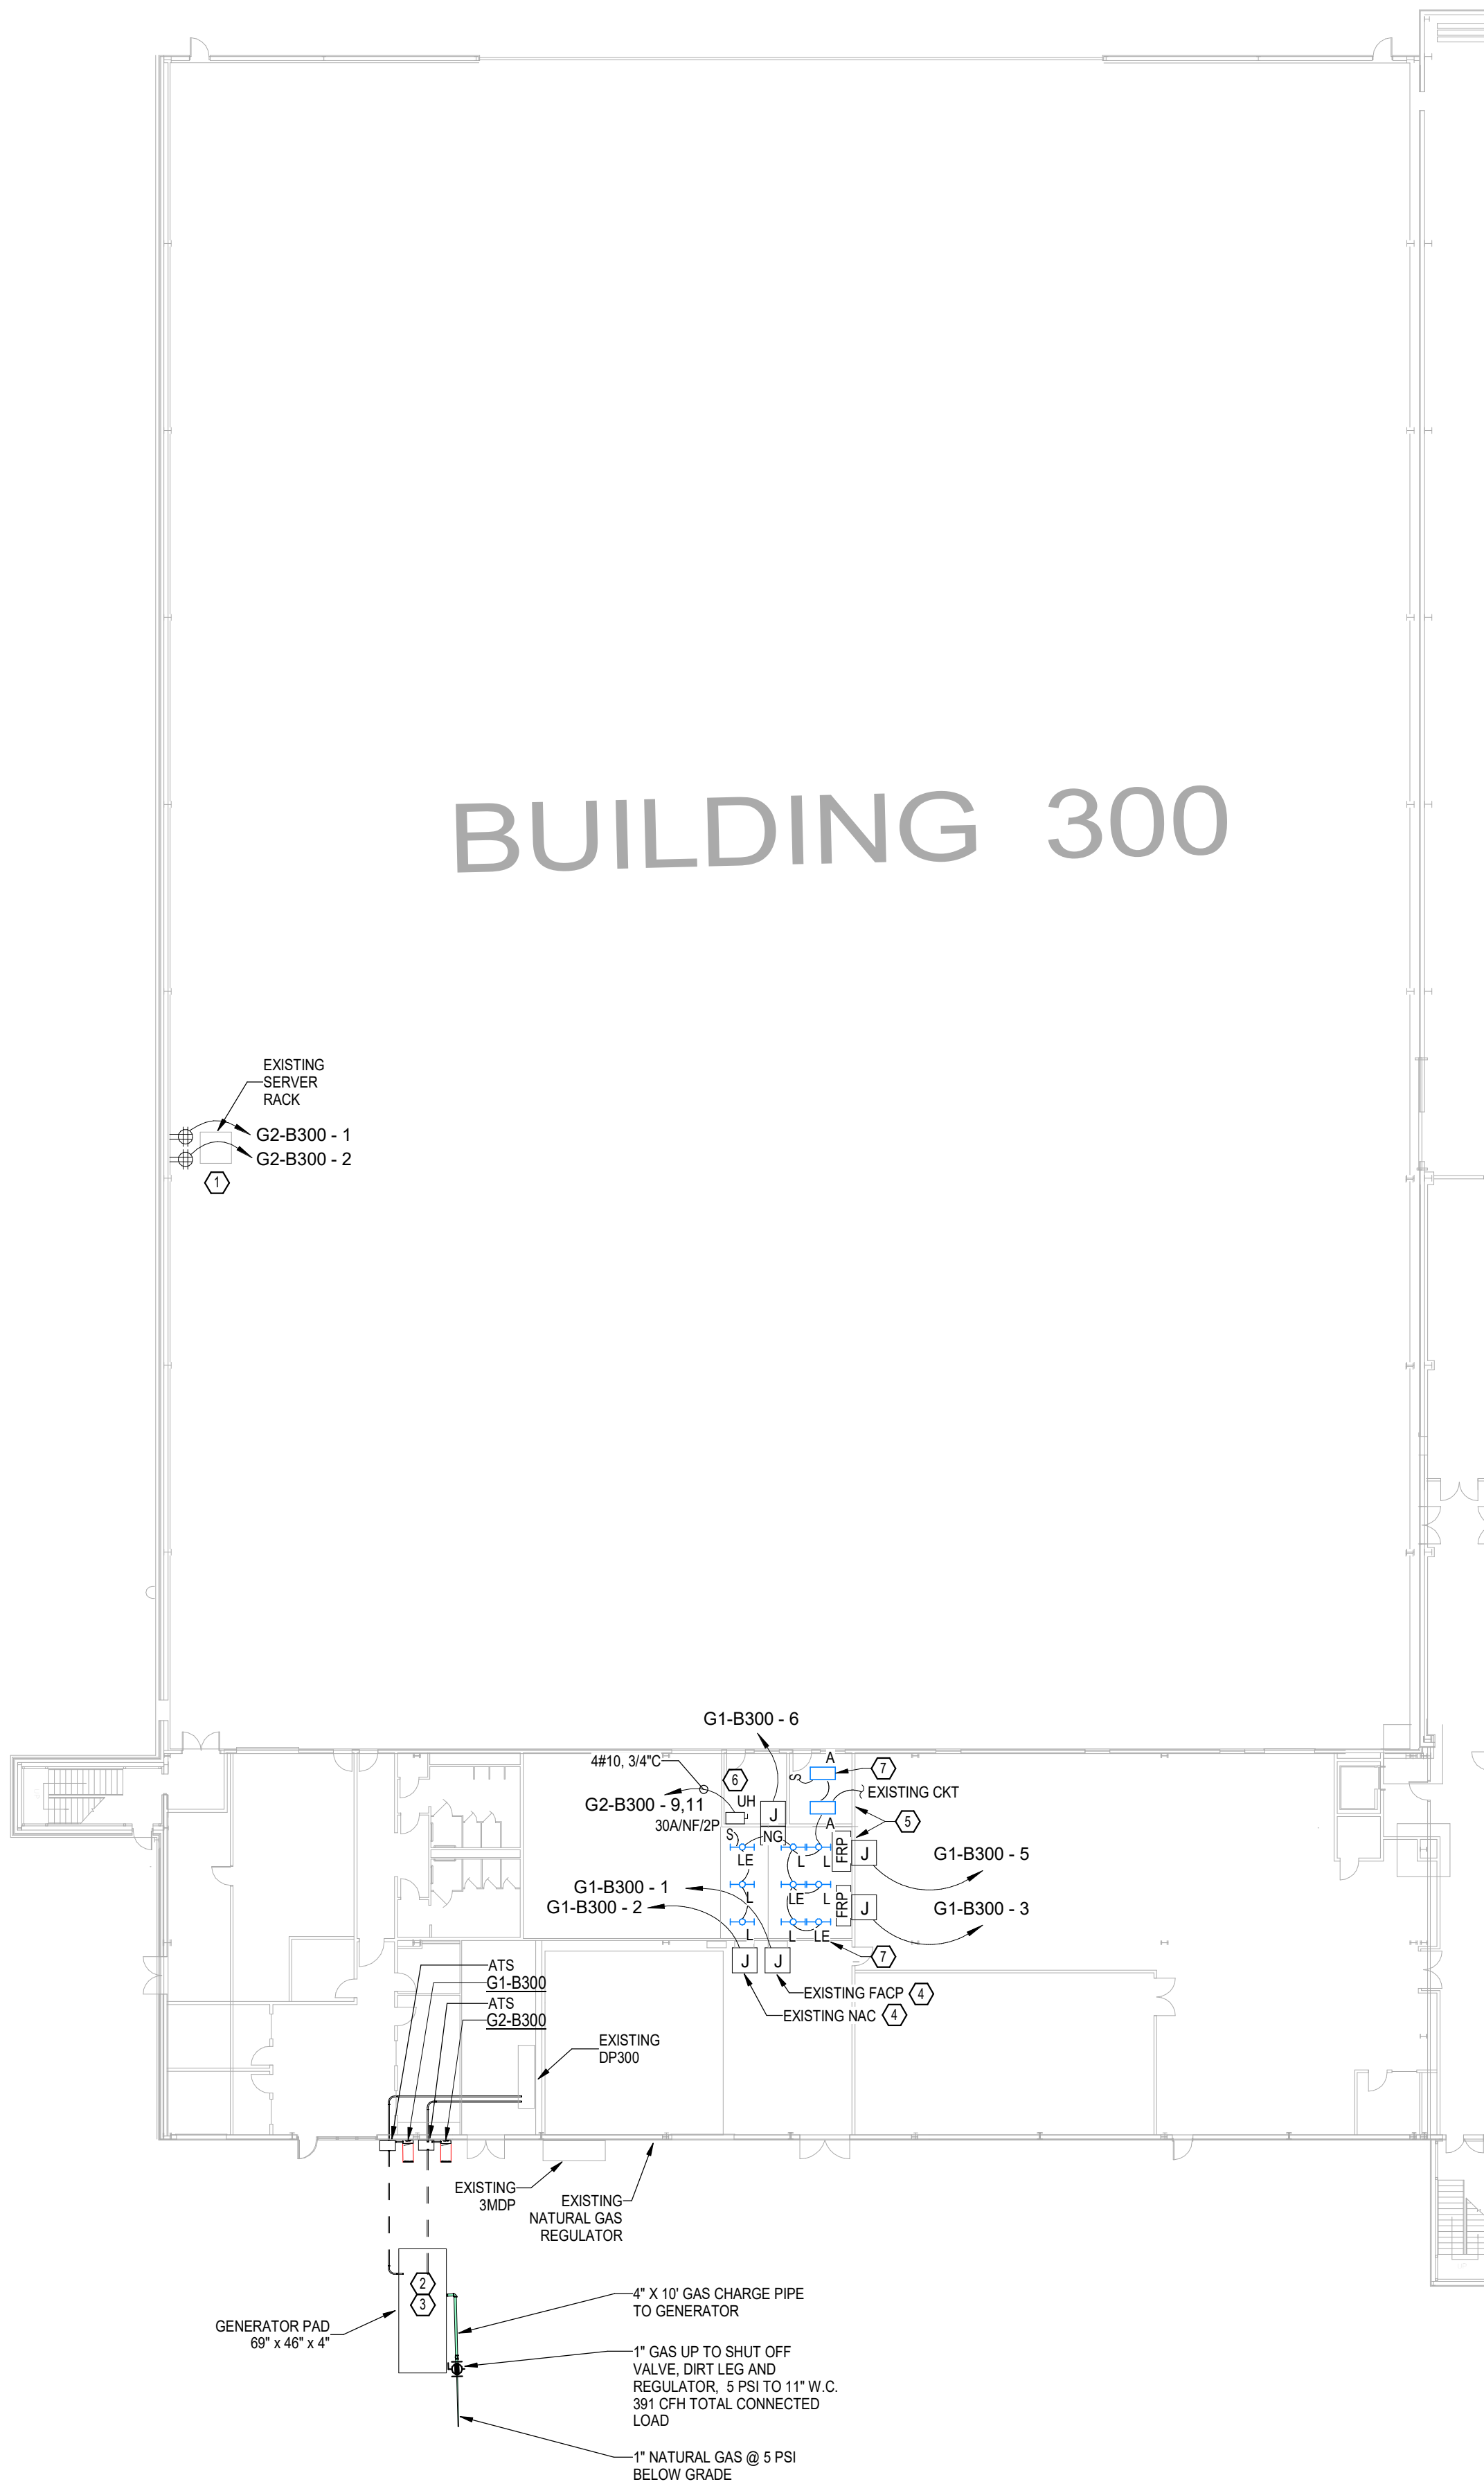 BUILDING 300
EXISTING
SERVER
RACK
G2-B300 - 1
G2-B300 - 2
1
G1-B300 - 6
4#10, 3/4"C
6
A
7
S
EXISTING CKT
G2-B300 - 9,11
UH
J
30A/NF/2P
A
5
S
NG
FRP
J
LE
L
L
G1-B300 - 5
G1-B300 - 1
L
LE
L
G1-B300 - 2
FRP
J
G1-B300 - 3
L
L
LE
7
J
J
ATS
G1-B300
EXISTING FACP
4
ATS
EXISTING NAC
4
G2-B300
EXISTING
DP300
EXISTING
3MDP
EXISTING
NATURAL GAS
REGULATOR
2
3
4" X 10' GAS CHARGE PIPE
TO GENERATOR
GENERATOR PAD
69" x 46" x 4"
1" GAS UP TO SHUT OFF
VALVE, DIRT LEG AND
REGULATOR, 5 PSI TO 11" W.C.
391 CFH TOTAL CONNECTED
LOAD
1" NATURAL GAS @ 5 PSI
BELOW GRADE